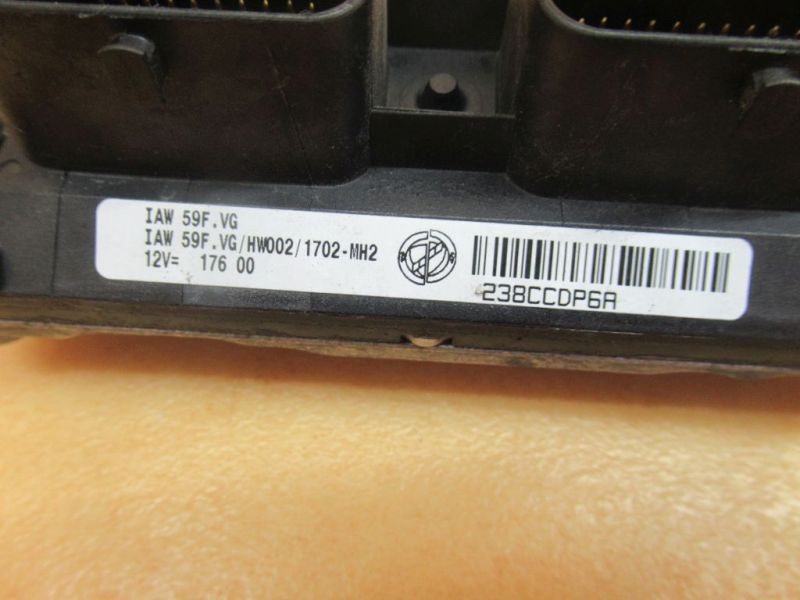 IAW 59F.VG
IAW 59F.VG/HW002/1702-MH2
12V= 176 00
238CCDP6A